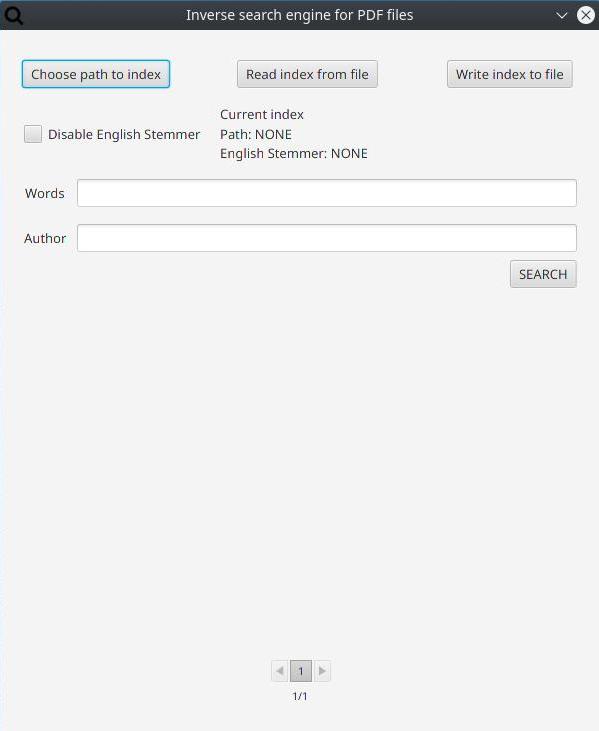 Inverse search engine for PDF files
Choose path to index
Read index from file
Write index to file
Current index
Disable English Stemmer
Path: NONE
English Stemmer: NONE
Words
Author
SEARCH
1
1/1